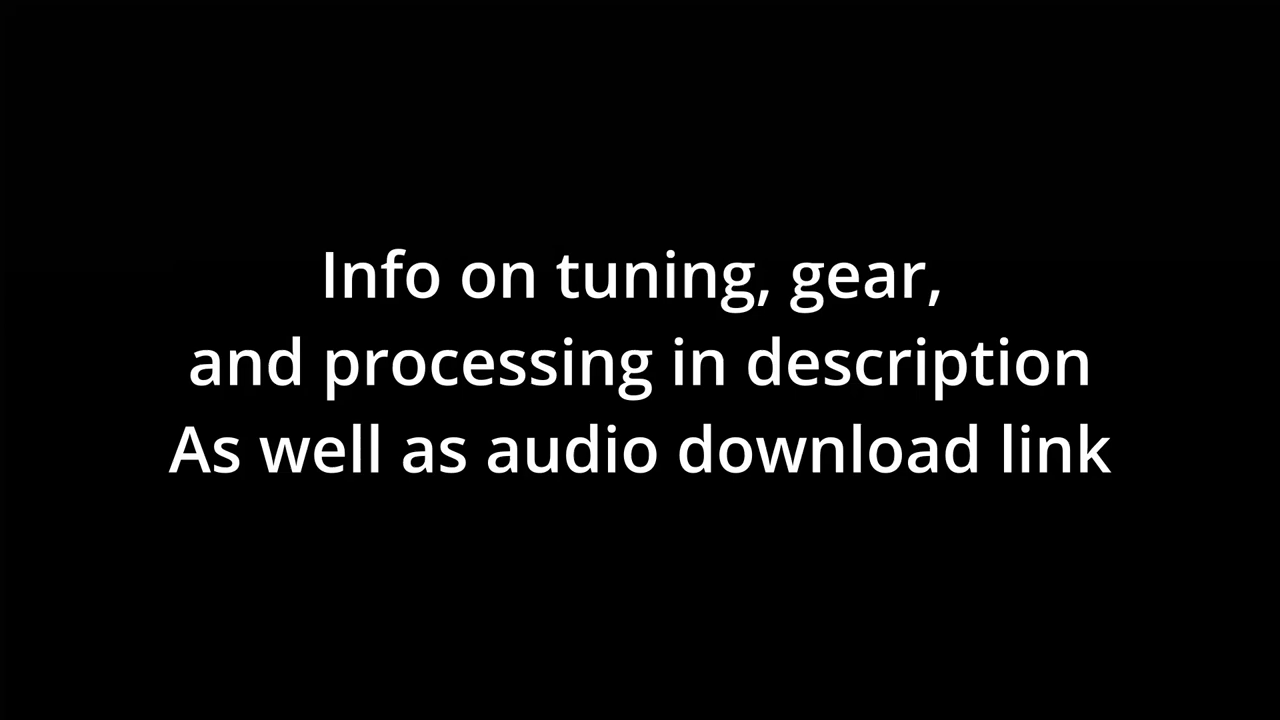 Info on tuning, gear,
and processing in description
As well as audio download link